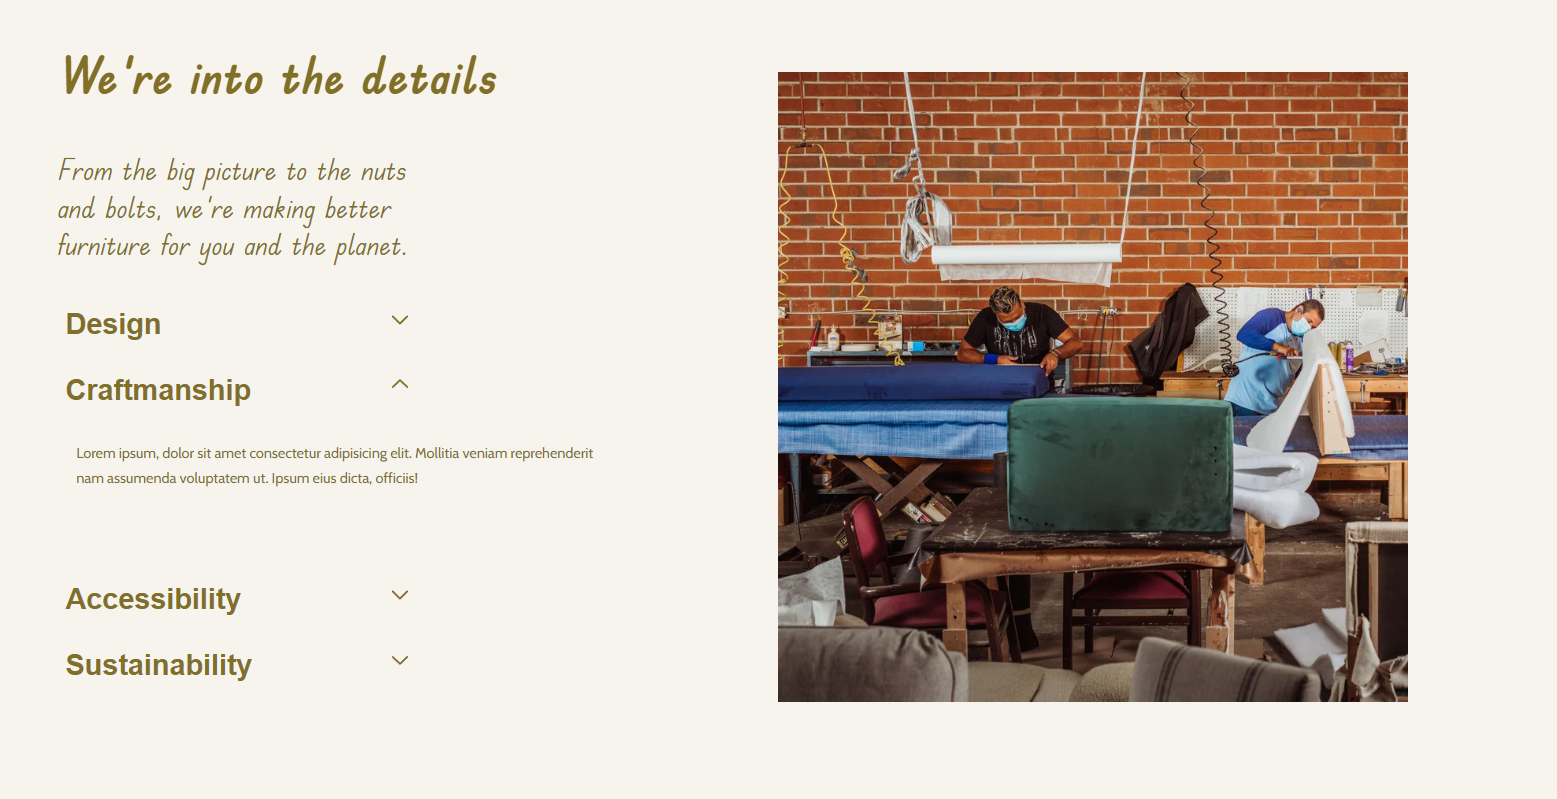 We're into the details
From the big picture to the nuts
and bolts, we're making better
furniture for you and the planet.
Design
Craftmanship
Lorem ipsum, dolor sit amet consectetur adipisicing elit. Mollitia veniam reprehenderit
nam assumenda voluptatem ut. Ipsum eius dicta, officiis!
Accessibility
Sustainability